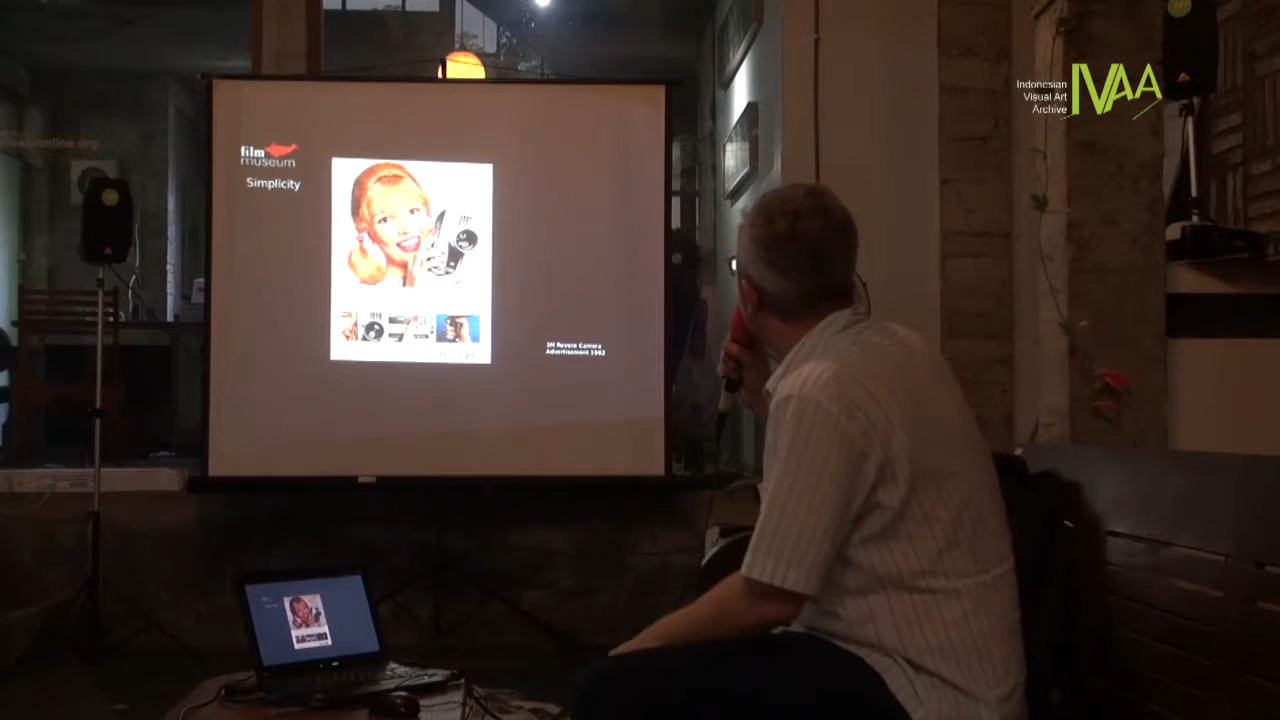 film
museum
Simplicity
3M Revere Camera
Advertisement 1962
Indonesian
Visual Art
Archive
IVAA